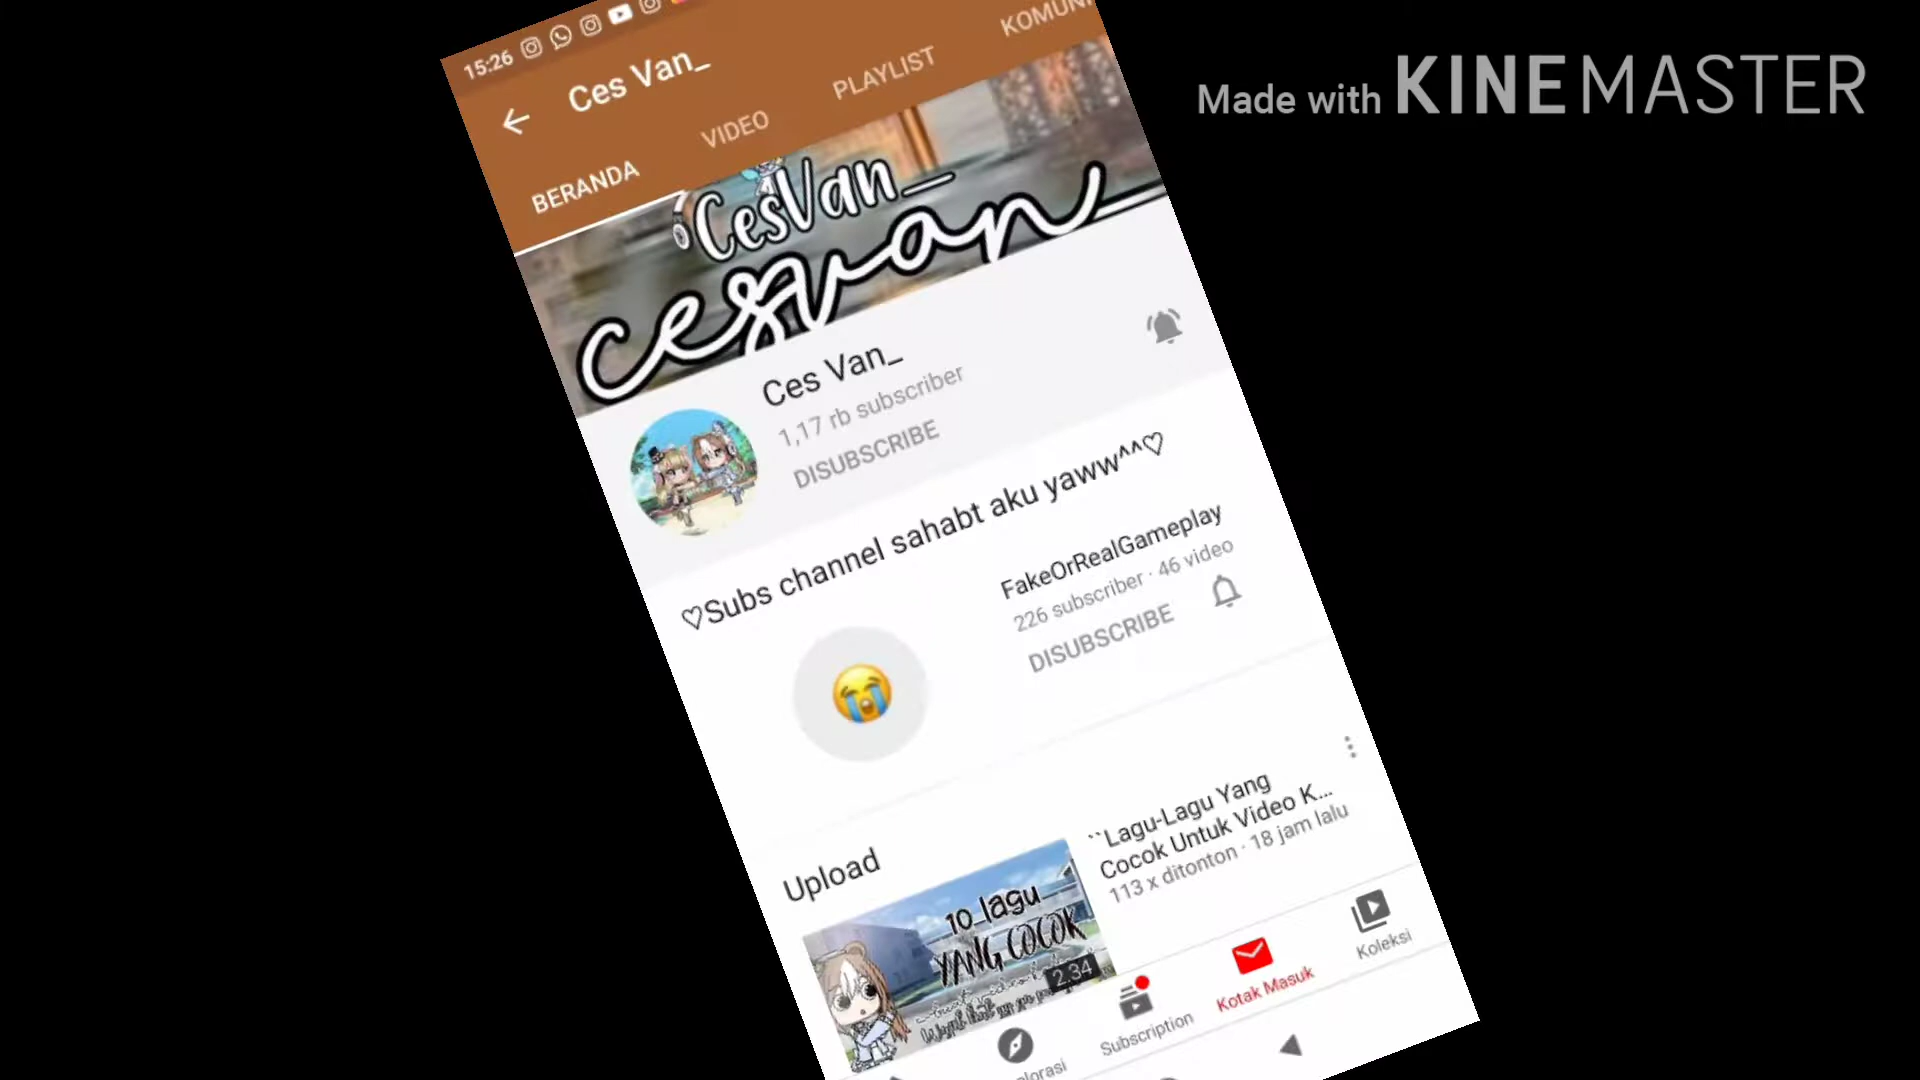 15:26
Ces Van_
KOMUNI
BERANDA
VIDEO
PLAYLIST
CesVan_
cesvan
Ces Van_
1,17 rb subscriber
DISUBSCRIBE
♡Subs channel sahabt aku yaww^^♡
FakeOrRealGameplay
226 subscriber · 46 video
DISUBSCRIBE
Upload
``Lagu-Lagu Yang
Cocok Untuk Video K...
113 x ditonton · 18 jam lalu
10 lagu
YANG COCOK
2.34
plorasi
Subscription
Kotak Masuk
Koleksi
Made with KINEMASTER